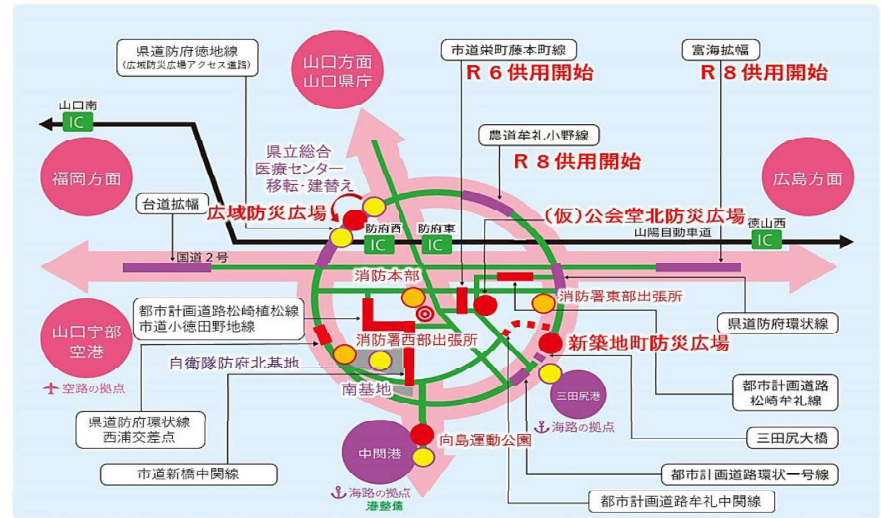 県道防府徳地線
(広域防災広場アクセス道路)
山口方面
山口県庁
市道栄町藤本町線
R6供用開始
富海拡幅
R8供用開始
山口南
IC
農道牟礼小野線
R8供用開始
県立総合
医療センター
移転・建替え
福岡方面
広島方面
台道拡幅
広域防災広場
(仮)公会堂北防災広場
防府西
IC
防府東
IC
徳山西
IC
山陽自動車道
国道2号
消防本部
都市計画道路松崎植松線
市道小徳田野地線
消防署東部出張所
県道防府環状線
山口宇部
空港
空路の拠点
消防署西部出張所
新築地町防災広場
自衛隊防府北基地
南基地
都市計画道路
松崎牟礼線
県道防府環状線
西浦交差点
三田尻港
海路の拠点
市道新橋中関線
中関港
向島運動公園
三田尻大橋
都市計画道路環状一号線
海路の拠点
港整備
都市計画道路牟礼中関線